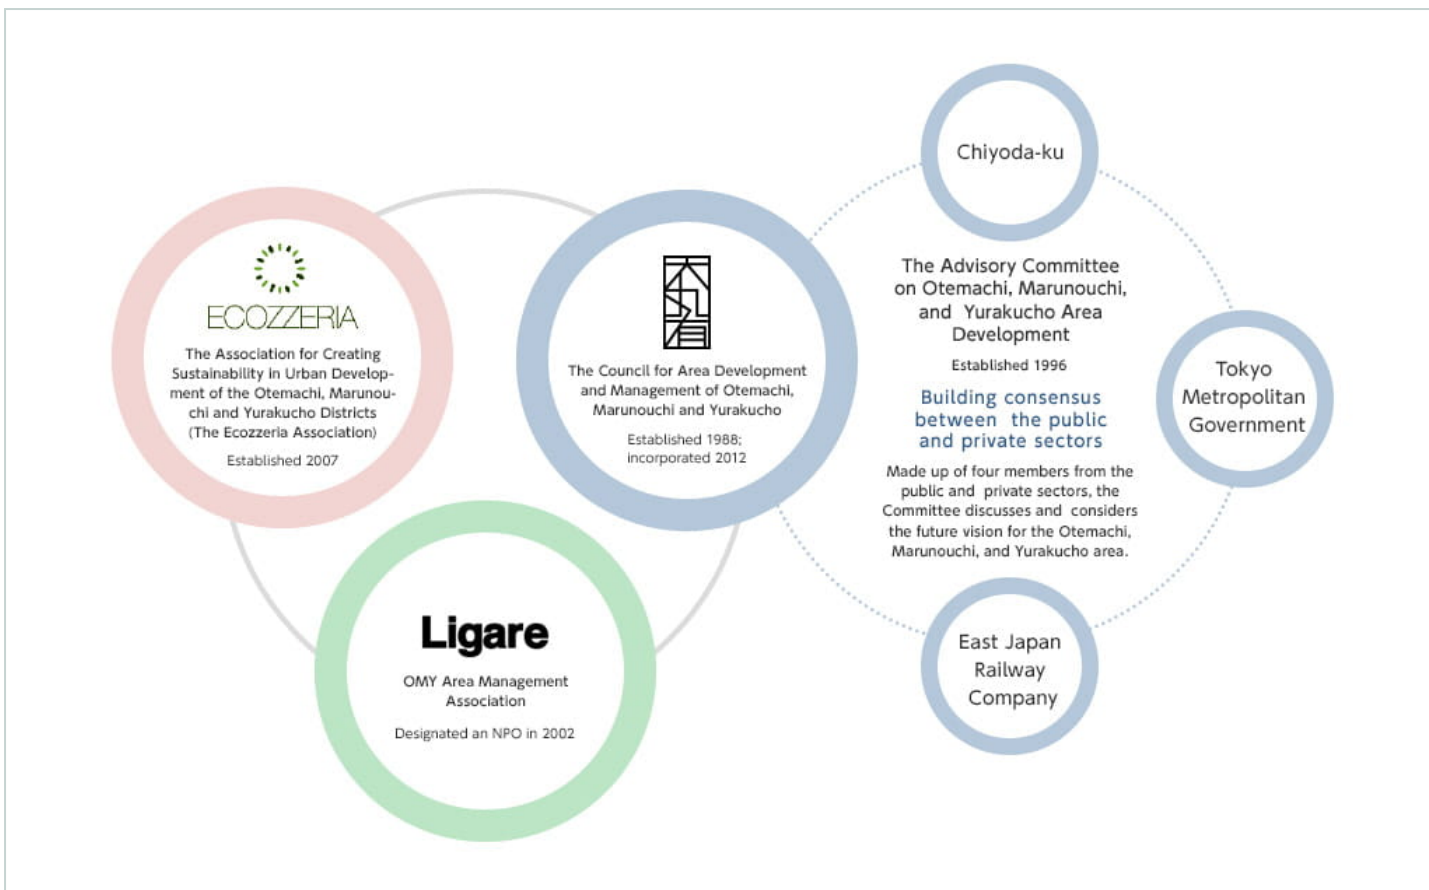 ECOZZERIA
The Association for Creating
Sustainability in Urban Develop-
ment of the Otemachi, Marunou-
chi and Yurakucho Districts
(The Ecozzeria Association)
Established 2007
The Council for Area Development
and Management of Otemachi,
Marunouchi and Yurakucho
Established 1988;
incorporated 2012
Ligare
OMY Area Management
Association
Designated an NPO in 2002
Chiyoda-ku
The Advisory Committee
on Otemachi, Marunouchi,
and Yurakucho Area
Development
Established 1996
Building consensus
between the public
and private sectors
Made up of four members from the
public and private sectors, the
Committee discusses and considers
the future vision for the Otemachi,
Marunouchi, and Yurakucho area.
Tokyo
Metropolitan
Government
East Japan
Railway
Company